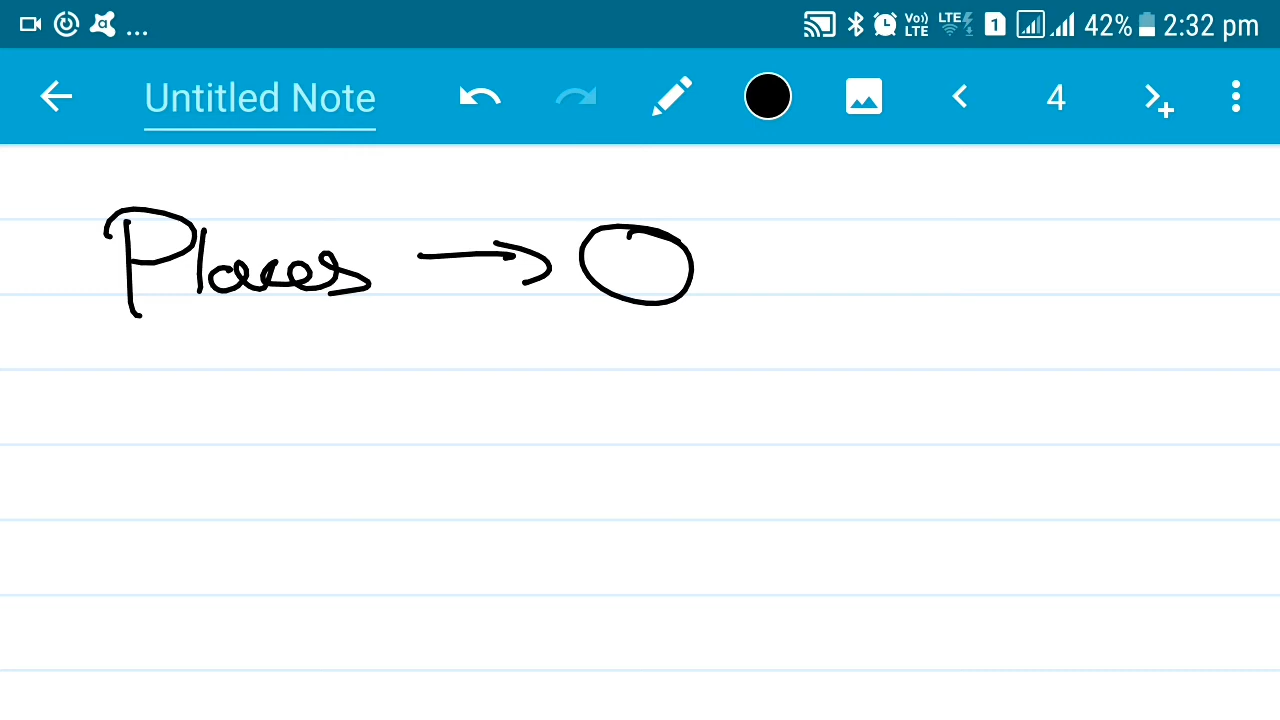 42% 2:32 pm
Untitled Note 4
Places → O